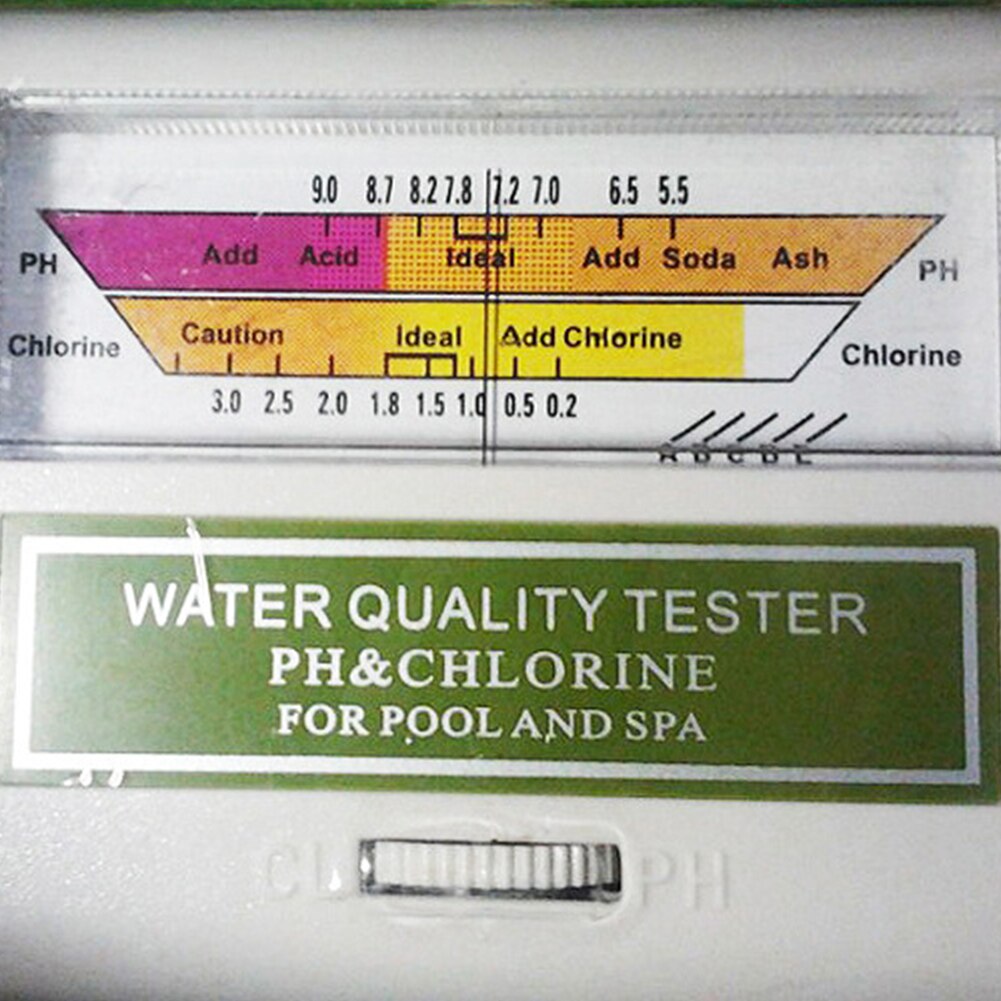 9.0 8.7 8.2 7.8 7.2 7.0 6.5 5.5
PH Add Acid Ideal Add Soda Ash PH
Chlorine Caution Ideal Add Chlorine Chlorine
3.0 2.5 2.0 1.8 1.5 1.0 0.5 0.2
A B C D E
WATER QUALITY TESTER
PH&CHLORINE
FOR POOL AND SPA
CL PH